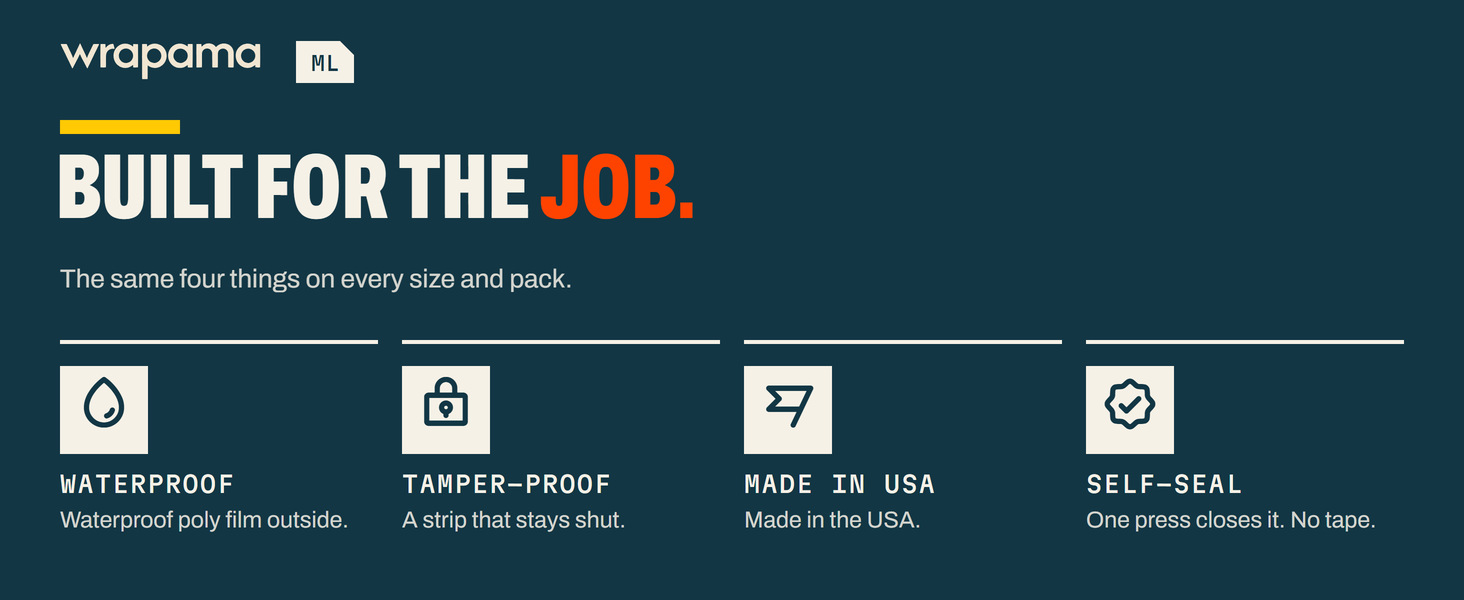 wrapama
ML
BUILT FOR THE JOB.
The same four things on every size and pack.
WATERPROOF
Waterproof poly film outside.
TAMPER–PROOF
A strip that stays shut.
MADE IN USA
Made in the USA.
SELF–SEAL
One press closes it. No tape.